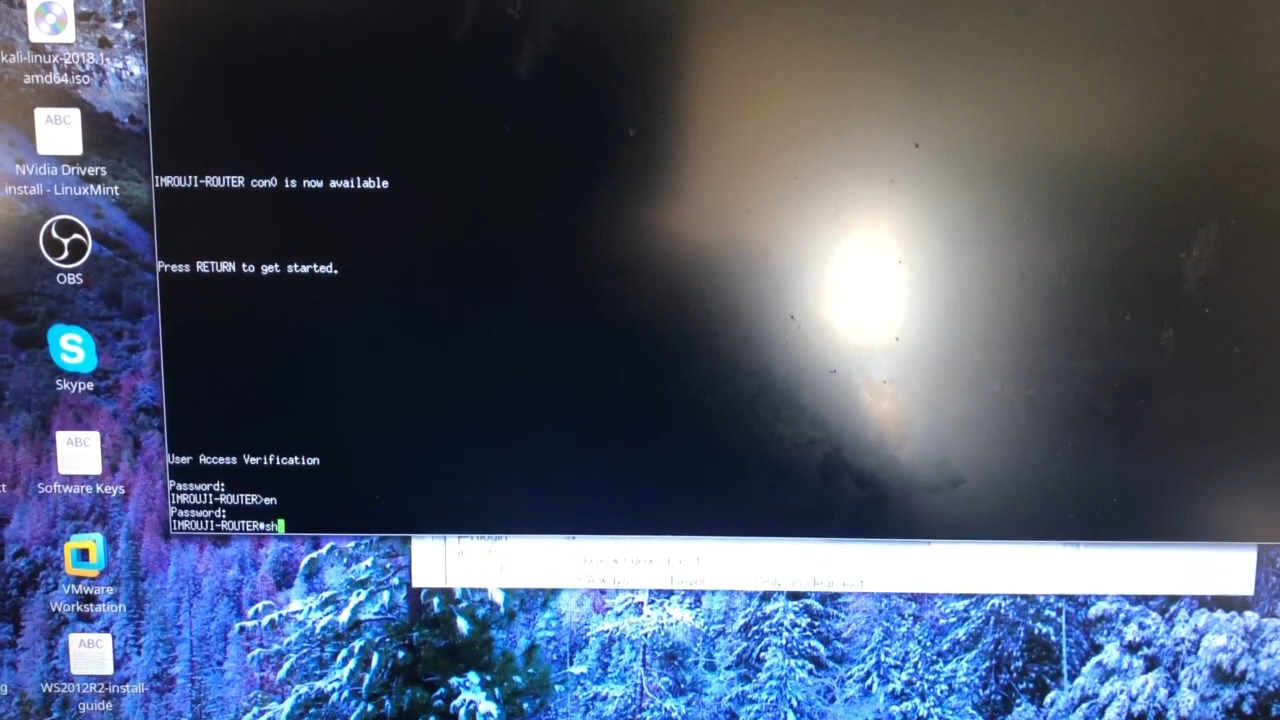 kali-linux-2018.1-
amd64.iso
ABC
NVidia Drivers
install - LinuxMint
OBS
S
Skype
ABC
Software Keys
VMware
Workstation
ABC
WS2012R2-install-
guide
IMROUJI-ROUTER con0 is now available
Press RETURN to get started.
User Access Verification
Password:
IMROUJI-ROUTER>en
Password:
IMROUJI-ROUTER#sh